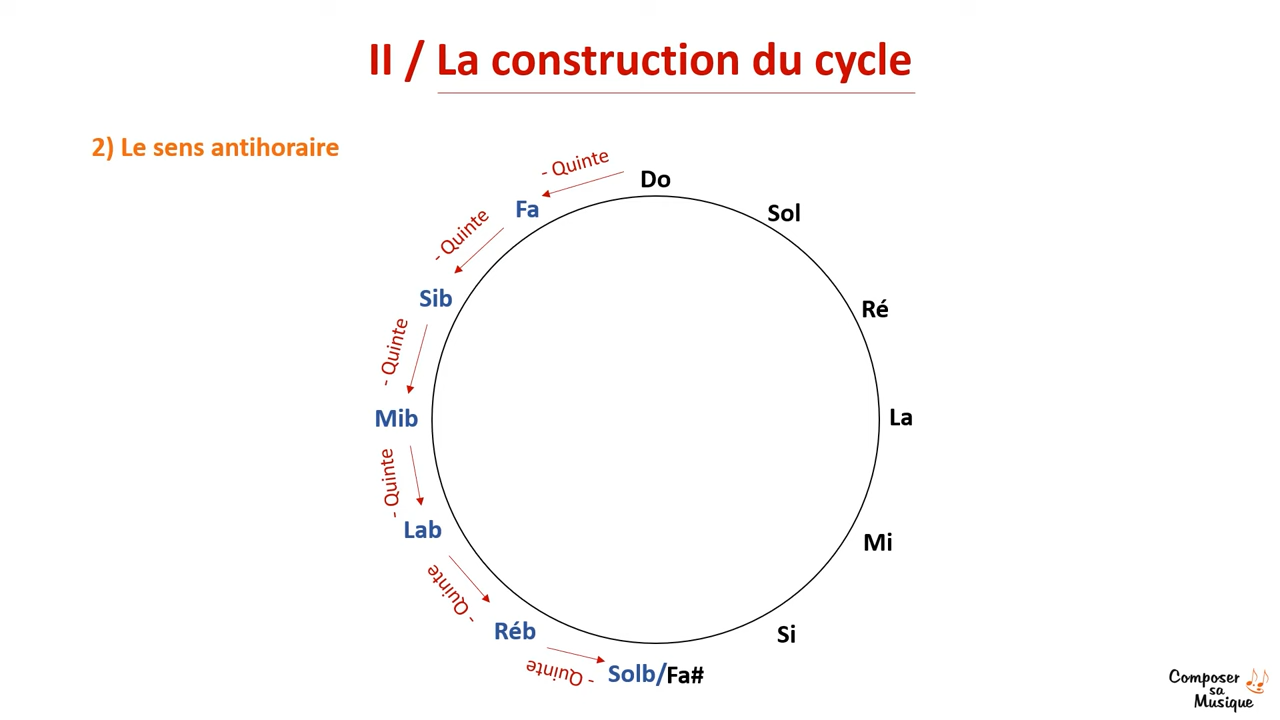 II / La construction du cycle
2) Le sens antihoraire
- Quinte
Do
Fa
Sol
- Quinte
Sib
Ré
- Quinte
Mib
La
- Quinte
Lab
Mi
- Quinte
Réb
Si
- Quinte
Solb/Fa#
Composer
sa
Musique